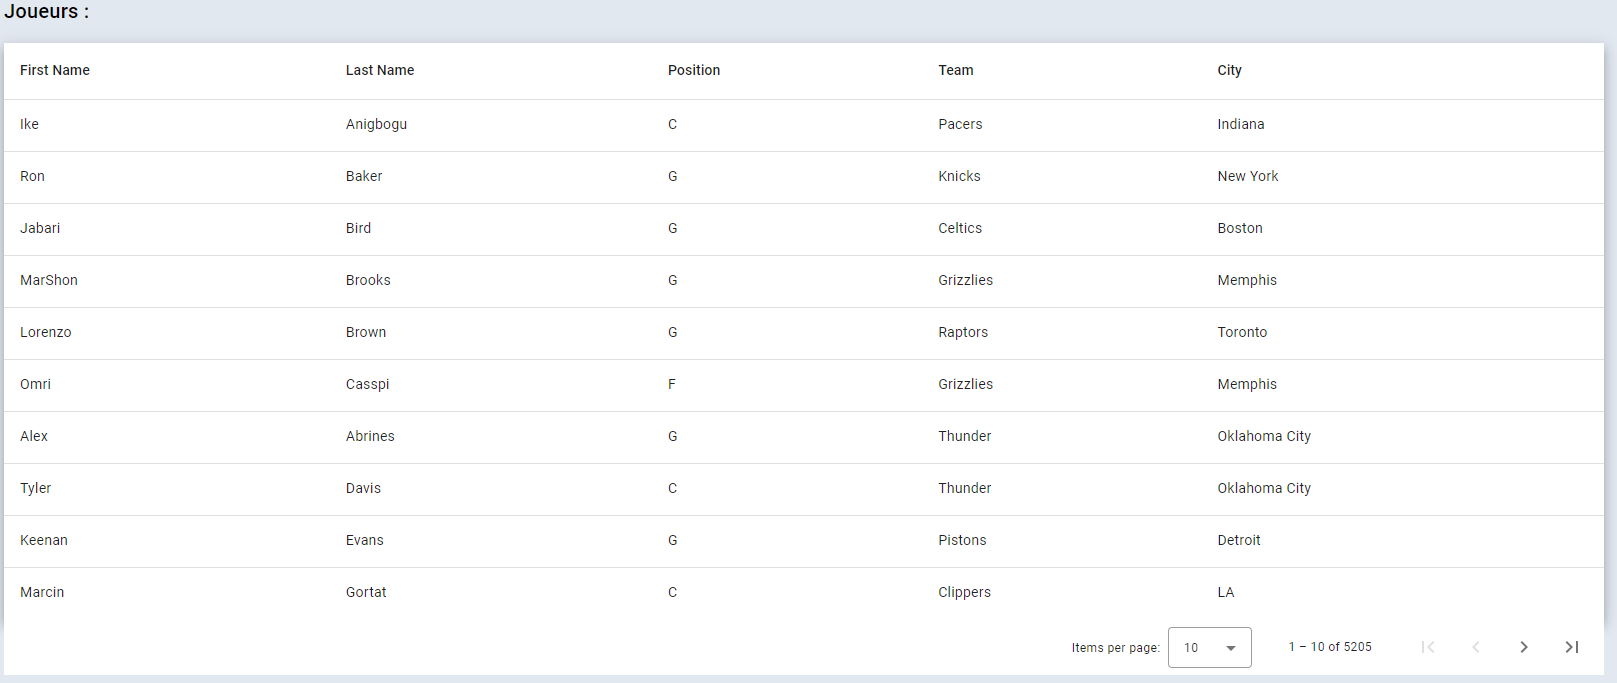 Joueurs :
First Name Last Name Position Team City
Ike Anigbogu C Pacers Indiana
Ron Baker G Knicks New York
Jabari Bird G Celtics Boston
MarShon Brooks G Grizzlies Memphis
Lorenzo Brown G Raptors Toronto
Omri Casspi F Grizzlies Memphis
Alex Abrines G Thunder Oklahoma City
Tyler Davis C Thunder Oklahoma City
Keenan Evans G Pistons Detroit
Marcin Gortat C Clippers LA
Items per page: 10 1 – 10 of 5205